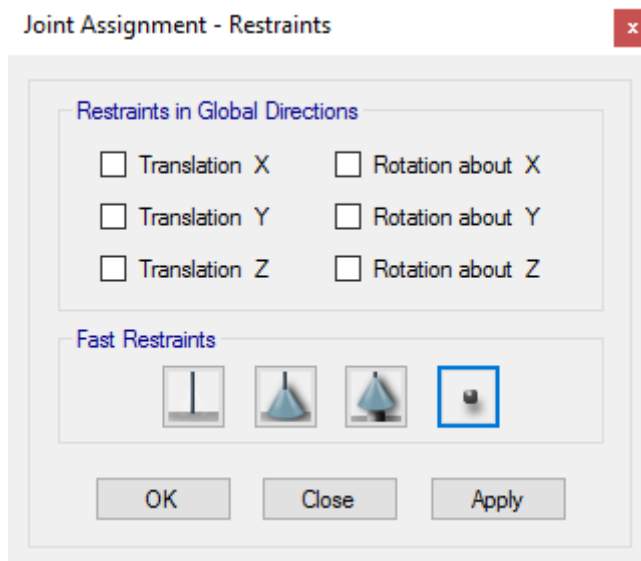 Joint Assignment - Restraints
x
Restraints in Global Directions
Translation X
Rotation about X
Translation Y
Rotation about Y
Translation Z
Rotation about Z
Fast Restraints
OK
Close
Apply